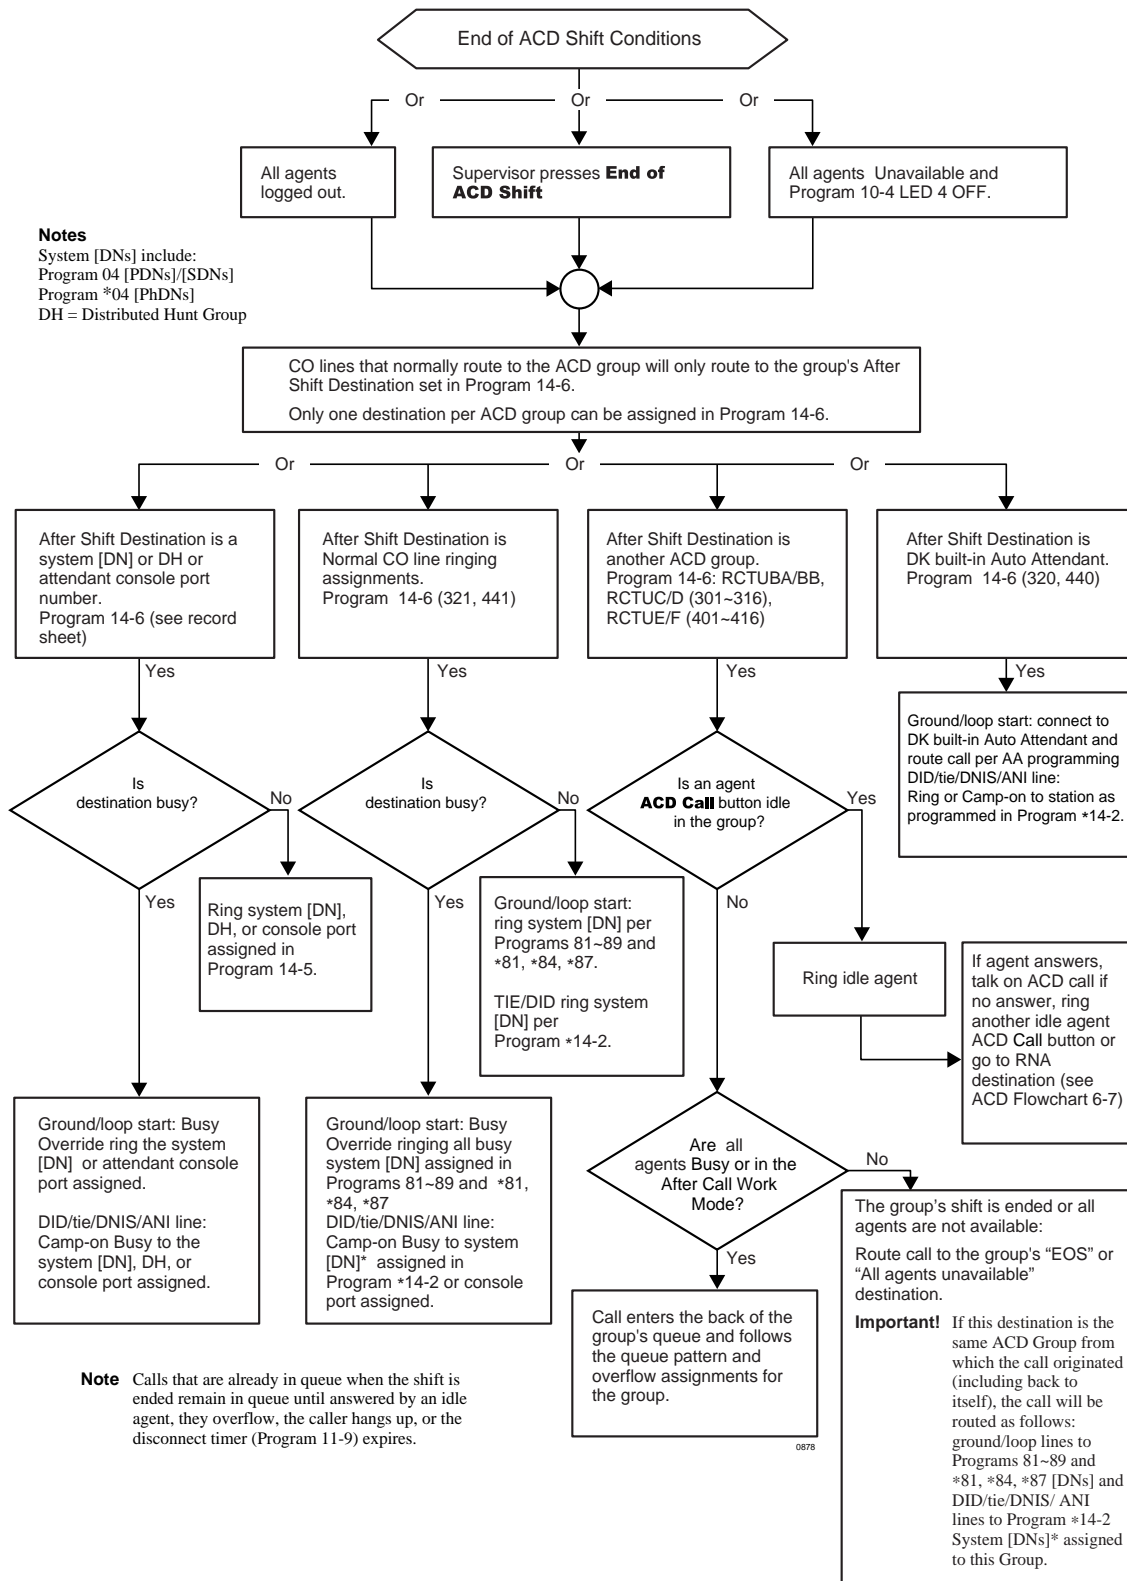 End of ACD Shift Conditions
Or
Or
Or
All agents
logged out.
Supervisor presses End of
ACD Shift
All agents  Unavailable and
Program 10-4 LED 4 OFF.
Notes
System [DNs] include:
Program 04 [PDNs]/[SDNs]
Program *04 [PhDNs]
DH = Distributed Hunt Group
CO lines that normally route to the ACD group will only route to the group's After
Shift Destination set in Program 14-6.
Only one destination per ACD group can be assigned in Program 14-6.
Or
Or
Or
After Shift Destination is a
system [DN] or DH or
attendant console port
number.
Program 14-6 (see record
sheet)
After Shift Destination is
Normal CO line ringing
assignments.
Program  14-6 (321, 441)
After Shift Destination is
another ACD group.
Program 14-6: RCTUBA/BB,
RCTUC/D (301~316),
RCTUE/F (401~416)
After Shift Destination is
DK built-in Auto Attendant.
Program  14-6 (320, 440)
Yes
Yes
Yes
Yes
Ground/loop start: connect to
DK built-in Auto Attendant and
route call per AA programming
DID/tie/DNIS/ANI line:
Ring or Camp-on to station as
programmed in Program *14-2.
Is
destination busy?
No
Is
destination busy?
No
Is an agent
ACD Call button idle
in the group?
Yes
Yes
Yes
No
Ring system [DN],
DH, or console port
assigned in
Program 14-5.
Ground/loop start:
ring system [DN] per
Programs 81~89 and
*81, *84, *87.
TIE/DID ring system
[DN] per
Program *14-2.
Ring idle agent
If agent answers,
talk on ACD call if
no answer, ring
another idle agent
ACD Call button or
go to RNA
destination (see
ACD Flowchart 6-7)
Ground/loop start: Busy
Override ring the system
[DN]  or attendant console
port assigned.
DID/tie/DNIS/ANI line:
Camp-on Busy to the
system [DN], DH, or
console port assigned.
Ground/loop start: Busy
Override ringing all busy
system [DN] assigned in
Programs 81~89 and  *81,
*84, *87
DID/tie/DNIS/ANI line:
Camp-on Busy to system
[DN]*  assigned in
Program *14-2 or console
port assigned.
Are  all
agents Busy or in the
After Call Work
Mode?
No
Yes
Call enters the back of the
group's queue and follows
the queue pattern and
overflow assignments for
the group.
0878
The group's shift is ended or all
agents are not available:
Route call to the group's “EOS” or
“All agents unavailable”
destination.
Important! If this destination is the
same ACD Group from
which the call originated
(including back to
itself), the call will be
routed as follows:
ground/loop lines to
Programs 81~89 and
*81, *84, *87 [DNs] and
DID/tie/DNIS/ ANI
lines to Program *14-2
System [DNs]* assigned
to this Group.
Note Calls that are already in queue when the shift is
ended remain in queue until answered by an idle
agent, they overflow, the caller hangs up, or the
disconnect timer (Program 11-9) expires.